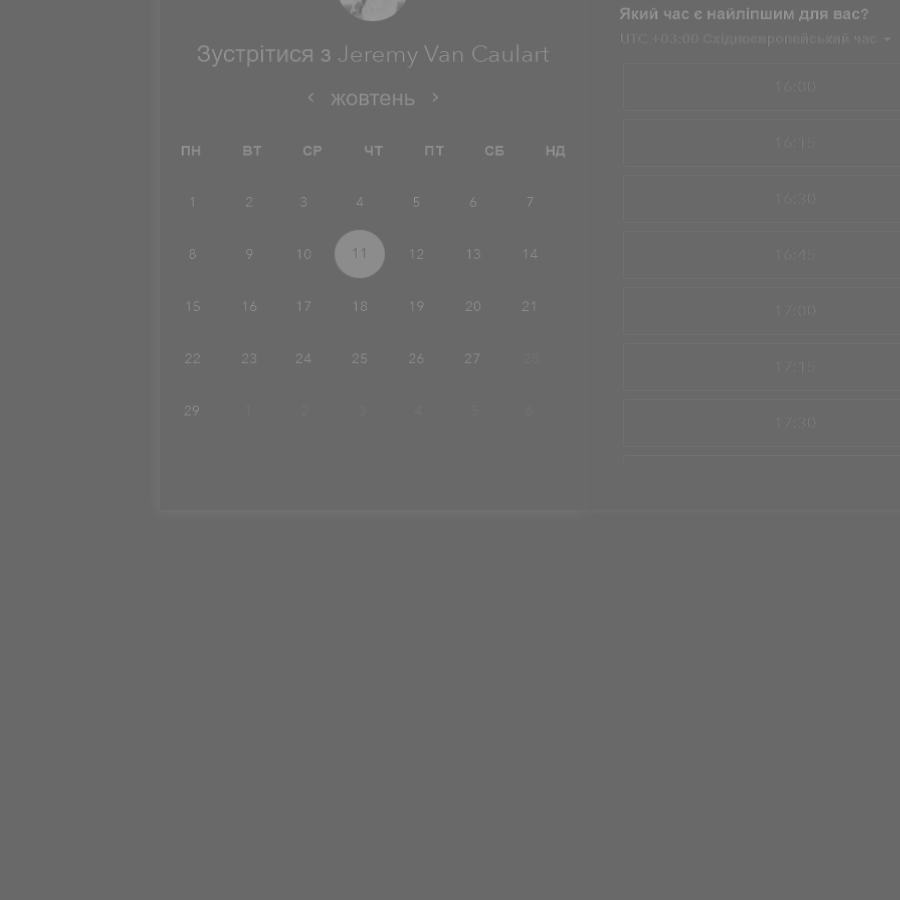 Зустрітися з Jeremy Van Caulart
‹ жовтень ›
ПН ВТ СР ЧТ ПТ СБ НД
1 2 3 4 5 6 7
8 9 10 11 12 13 14
15 16 17 18 19 20 21
22 23 24 25 26 27 28
29 1 2 3 4 5 6
Який час є найліпшим для вас?
UTC +03:00 Східноєвропейський час
16:00
16:15
16:30
16:45
17:00
17:15
17:30